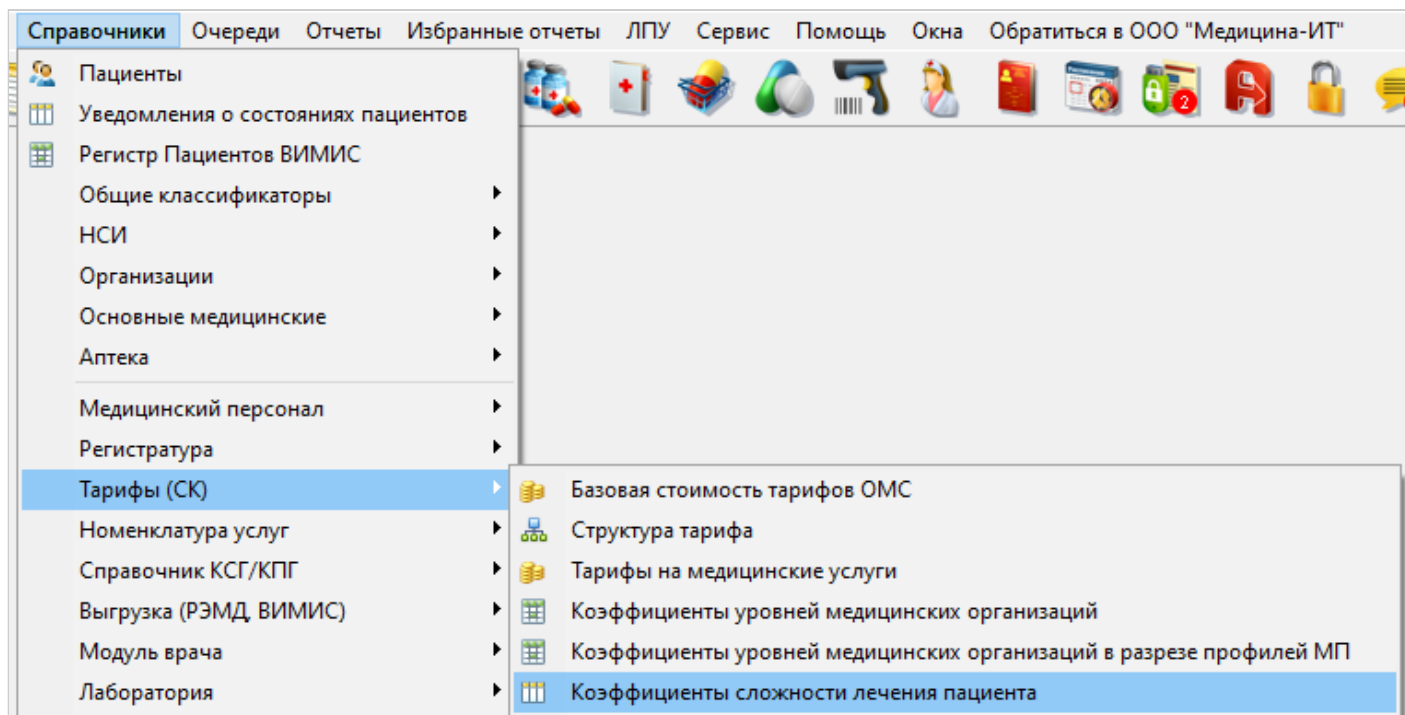 Справочники Очереди Отчеты Избранные отчеты ЛПУ Сервис Помощь Окна Обратиться в ООО "Медицина-ИТ"
Пациенты
Уведомления о состояниях пациентов
2
Регистр Пациентов ВИМИС
Общие классификаторы
НСИ
Организации
Основные медицинские
Аптека
Медицинский персонал
Регистратура
Тарифы (СК)
Номенклатура услуг
Справочник КСГ/КПГ
Выгрузка (РЭМД, ВИМИС)
Модуль врача
Лаборатория
Базовая стоимость тарифов ОМС
Структура тарифа
Тарифы на медицинские услуги
Коэффициенты уровней медицинских организаций
Коэффициенты уровней медицинских организаций в разрезе профилей МП
Коэффициенты сложности лечения пациента